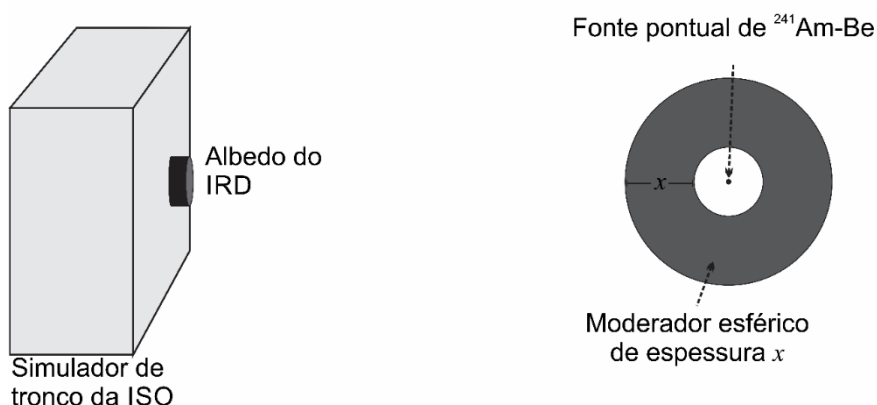 Fonte pontual de ²⁴¹Am-Be
Albedo do
IRD
x
Moderador esférico
de espessura x
Simulador de
tronco da ISO